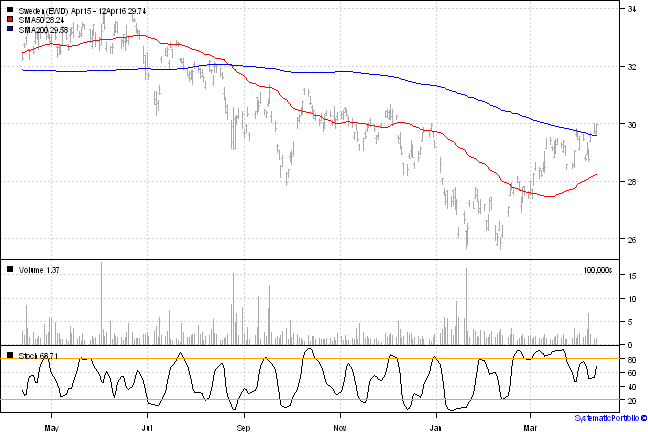 Sweden (EWD) Apr15 - 12Apr16 29.74
SMA50 28.24
SMA200 29.58
34
32
30
28
26
Volume 1.37
100,000s
15
10
5
0
Stoch 68.71
80
60
40
20
May
Jul
Sep
Nov
Jan
Mar
SystematicPortfolio ©